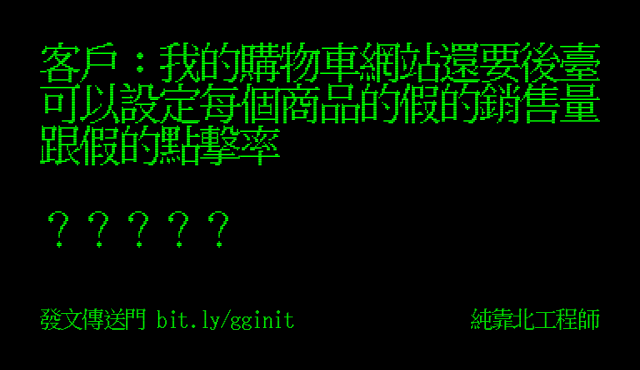 客戶：我的購物車網站還要後臺
可以設定每個商品的假的銷售量
跟假的點擊率
？？？？？
發文傳送門 bit.ly/gginit
純靠北工程師